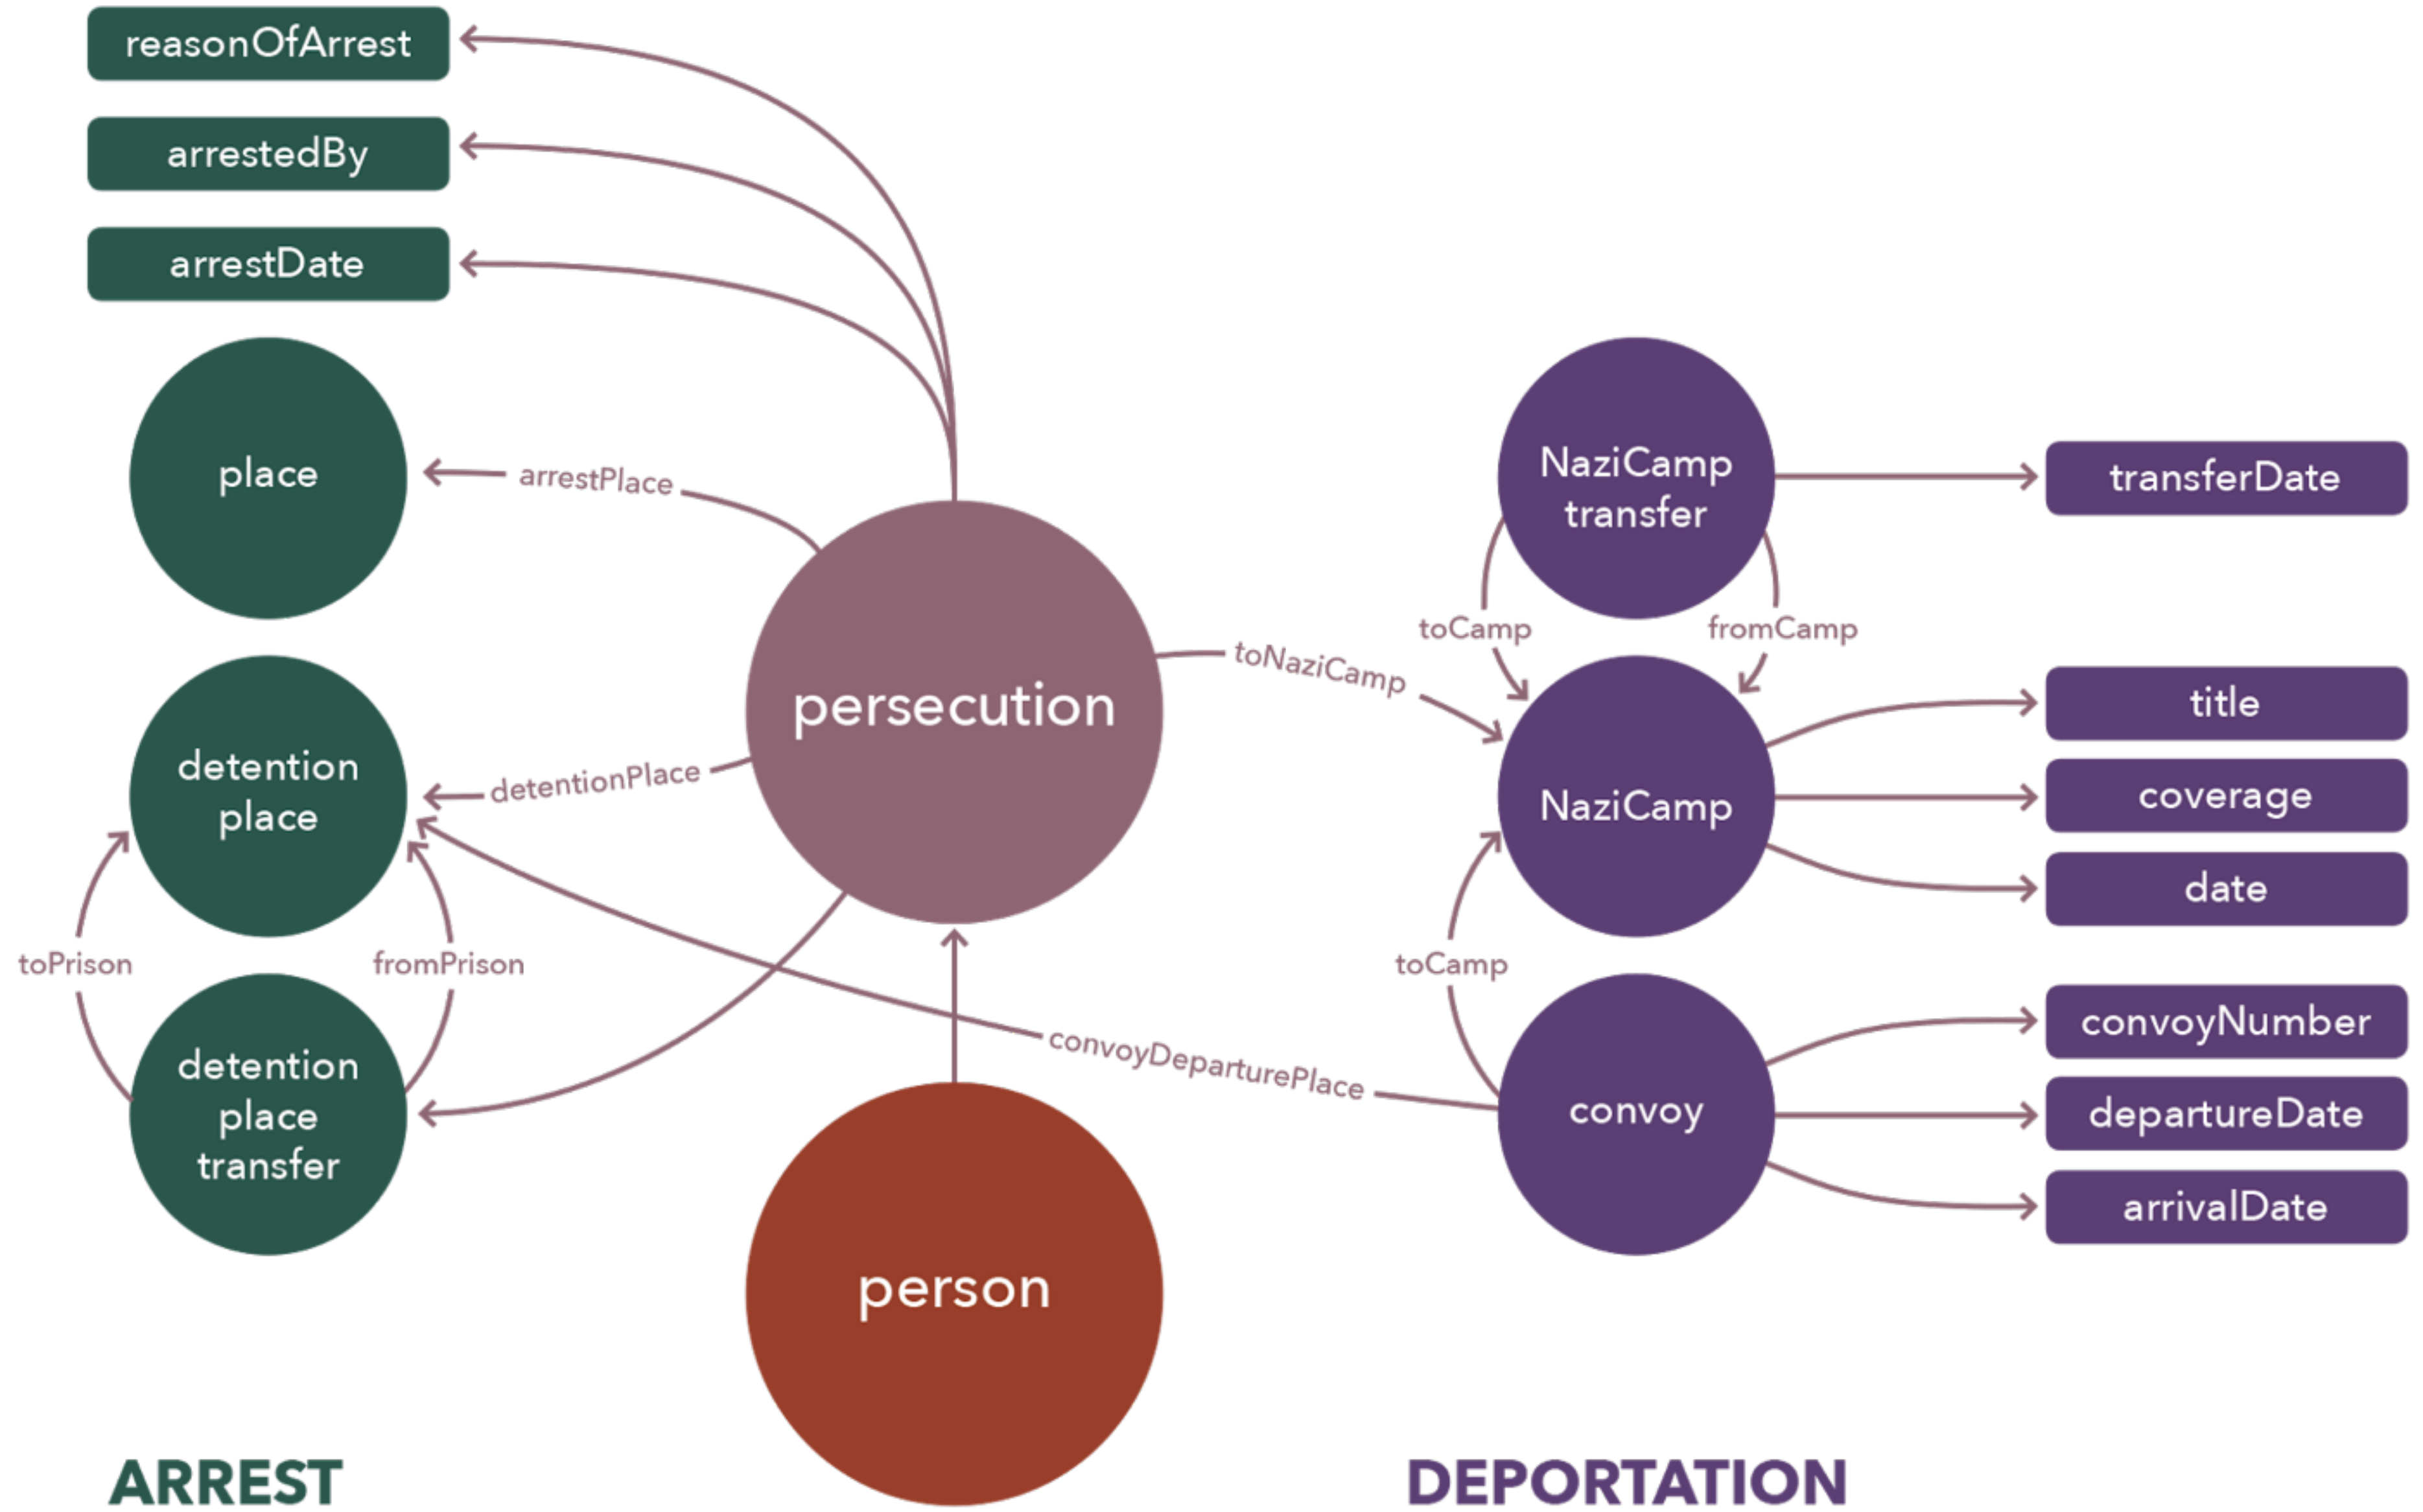 reasonOfArrest
arrestedBy
arrestDate
place
arrestPlace
detention
place
detentionPlace
persecution
toPrison
fromPrison
detention
place
transfer
convoyDeparturePlace
person
toNaziCamp
NaziCamp
transfer
transferDate
toCamp
fromCamp
NaziCamp
title
coverage
date
toCamp
convoy
convoyNumber
departureDate
arrivalDate
ARREST
DEPORTATION